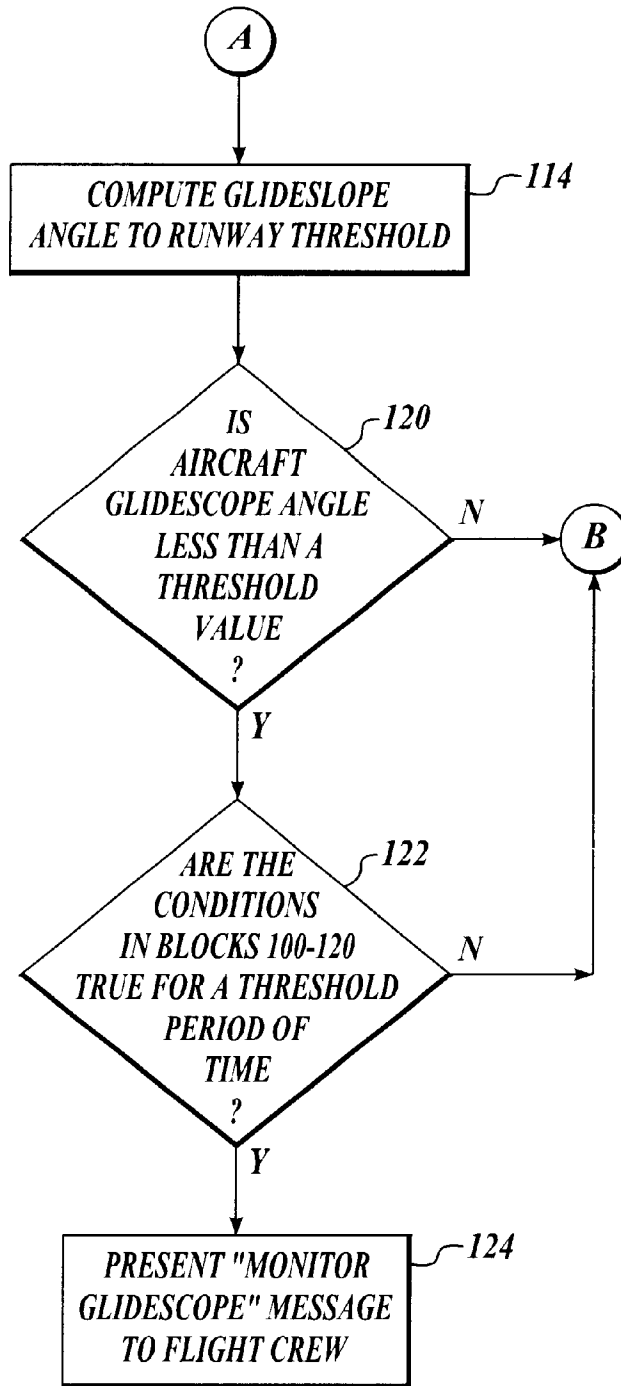 A
COMPUTE GLIDESLOPE
ANGLE TO RUNWAY THRESHOLD
114
IS
AIRCRAFT
GLIDESCOPE ANGLE
LESS THAN A
THRESHOLD
VALUE
?
120
N
B
Y
ARE THE
CONDITIONS
IN BLOCKS 100-120
TRUE FOR A THRESHOLD
PERIOD OF
TIME
?
122
N
Y
PRESENT "MONITOR
GLIDESCOPE" MESSAGE
TO FLIGHT CREW
124